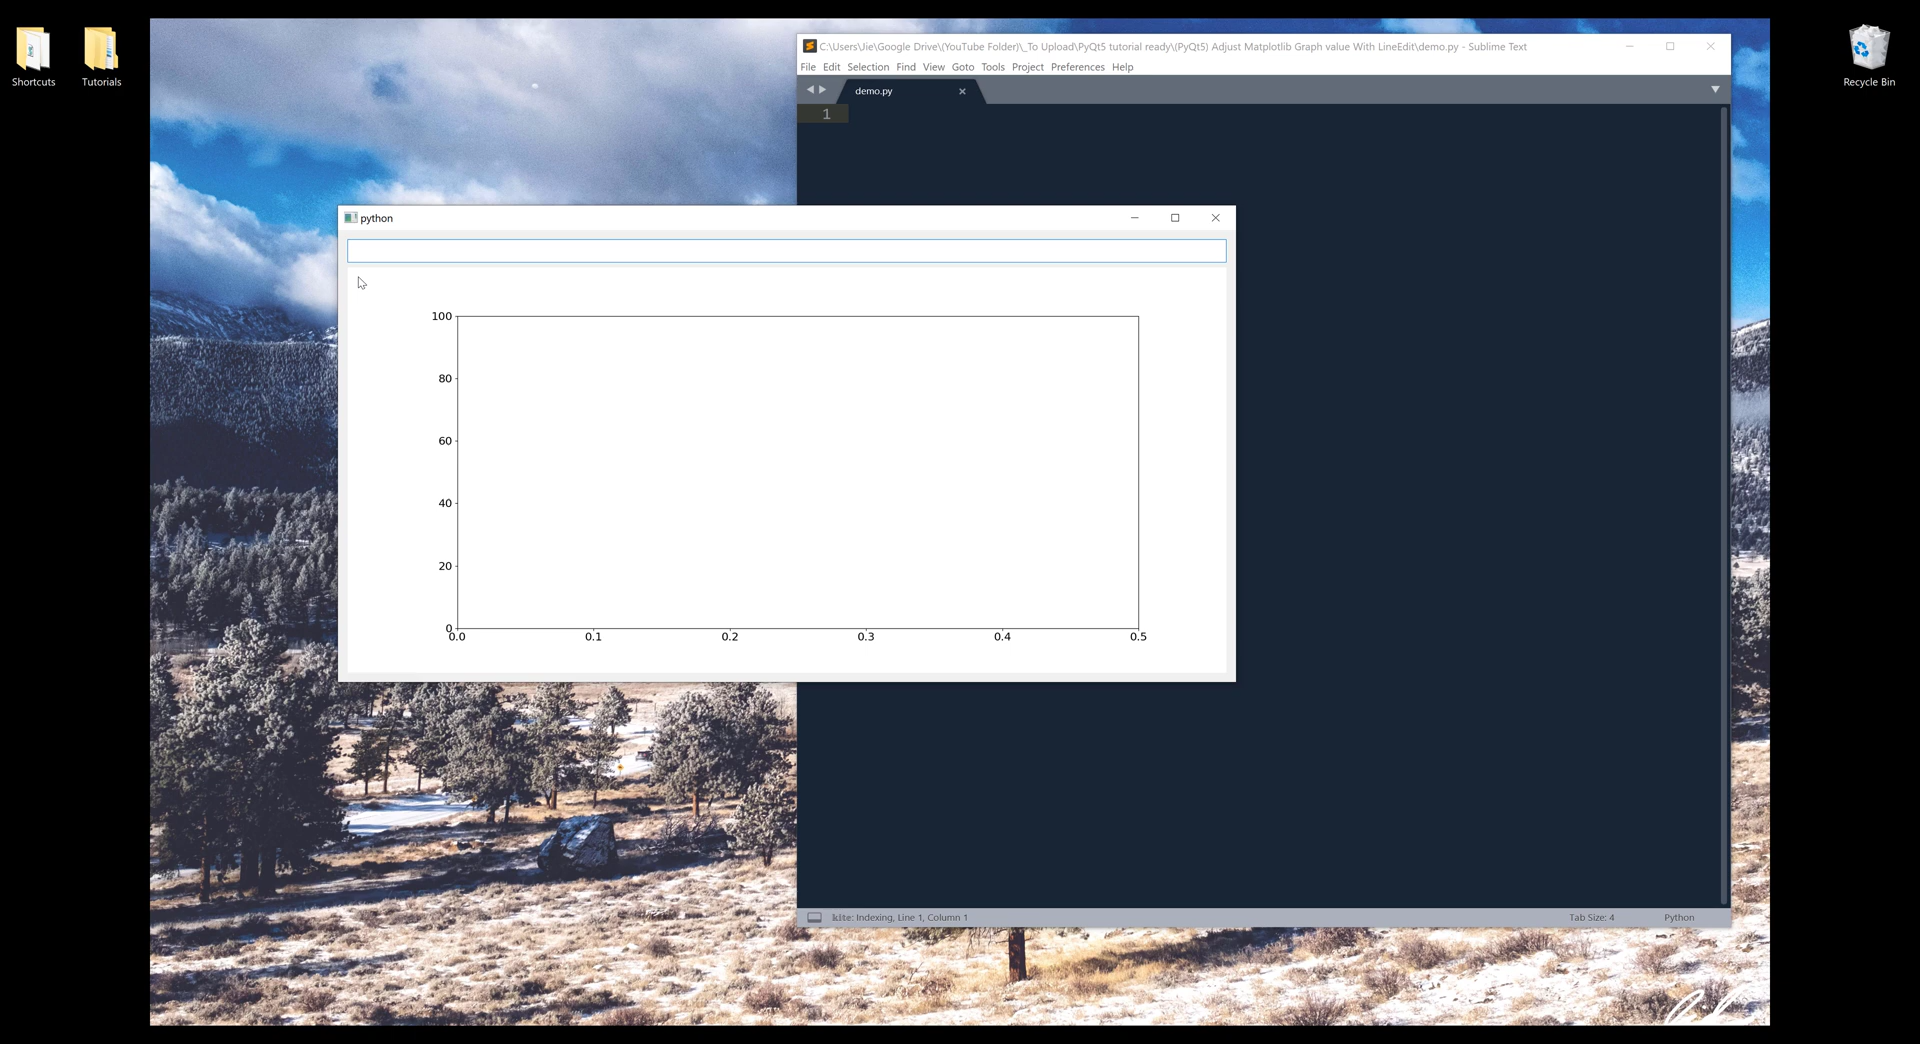 Shortcuts
Tutorials
Recycle Bin
C:\Users\Jie\Google Drive\(YouTube Folder)\_To Upload\PyQt5 tutorial ready\(PyQt5) Adjust Matplotlib Graph value With LineEdit\demo.py - Sublime Text
File Edit Selection Find View Goto Tools Project Preferences Help
demo.py
1
python
100
80
60
40
20
0
0.0 0.1 0.2 0.3 0.4 0.5
kite: Indexing, Line 1, Column 1
Tab Size: 4
Python